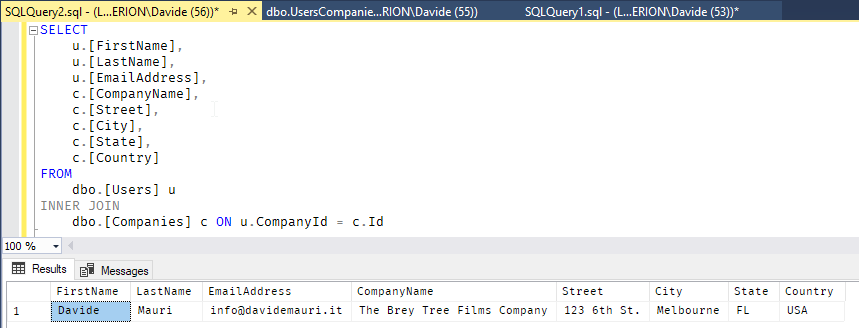 SQLQuery2.sql - (L...ERION\Davide (56))* dbo.UsersCompanie...RION\Davide (55)) SQLQuery1.sql - (L...ERION\Davide (53))*
SELECT
u.[FirstName],
u.[LastName],
u.[EmailAddress],
c.[CompanyName],
c.[Street],
c.[City],
c.[State],
c.[Country]
FROM
dbo.[Users] u
INNER JOIN
dbo.[Companies] c ON u.CompanyId = c.Id
100 %
Results Messages
FirstName LastName EmailAddress CompanyName Street City State Country
1 Davide Mauri info@davidemauri.it The Brey Tree Films Company 123 6th St. Melbourne FL USA